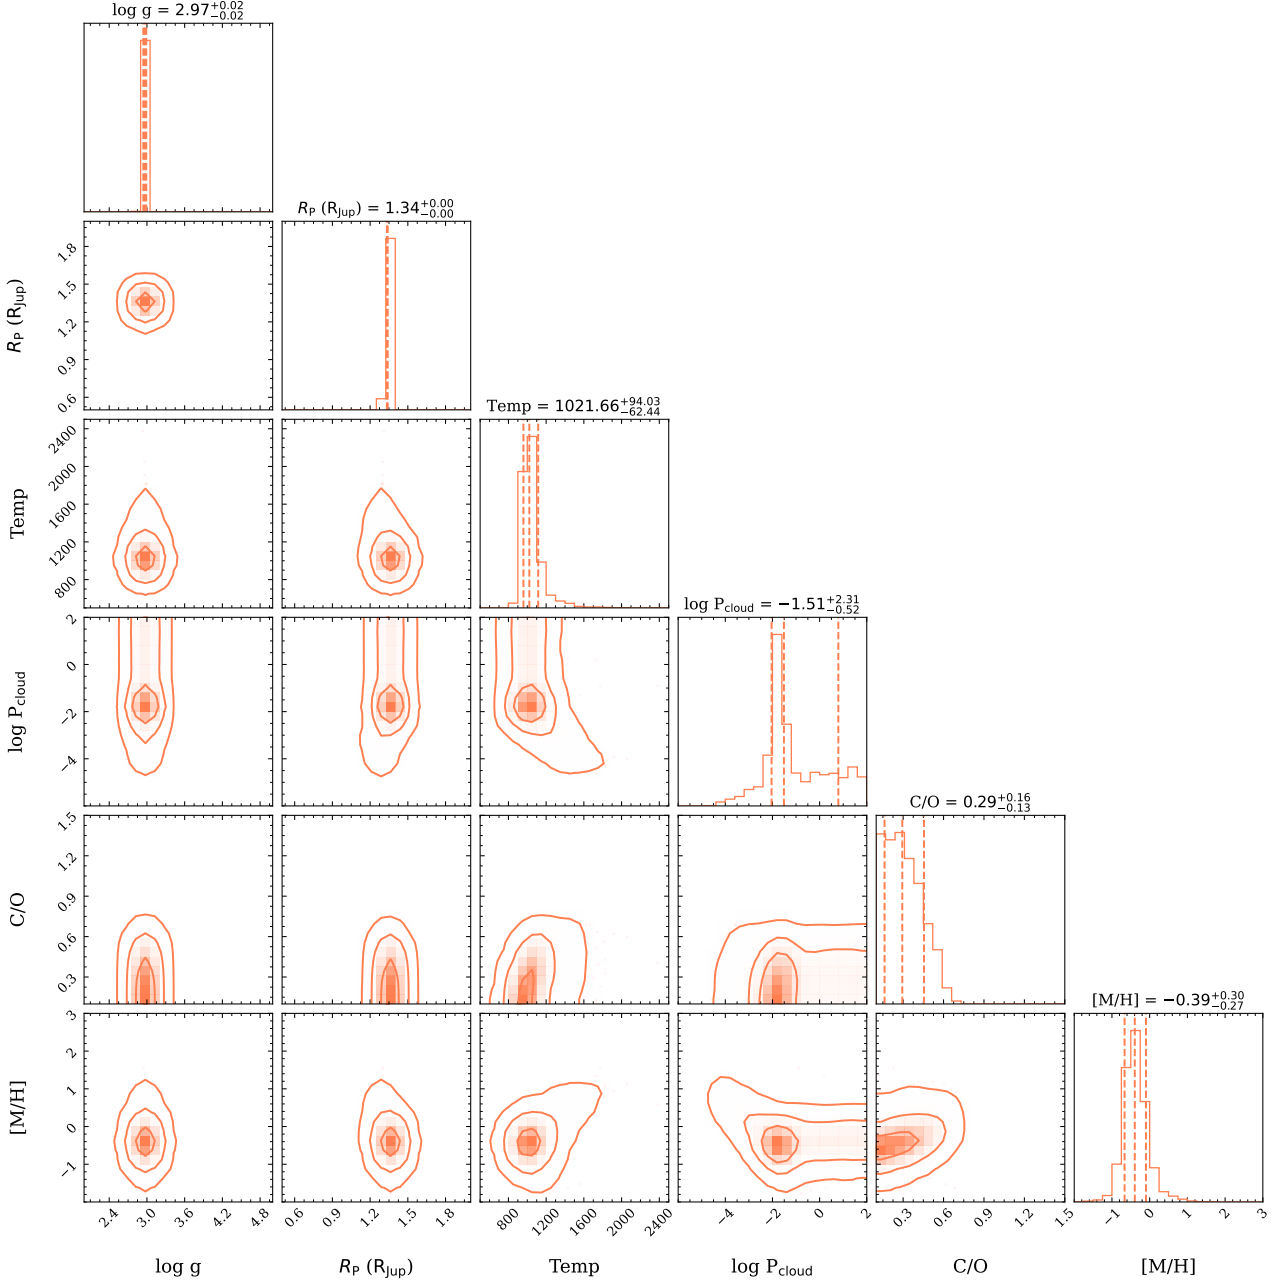 log g = 2.97+0.02 −0.02
RP (RJup) = 1.34+0.00 −0.00
1.8
1.5
1.2
0.9
0.6
RP (RJup)
Temp = 1021.66+94.03 −62.44
2400
2000
1600
1200
800
Temp
log Pcloud = −1.51+2.31 −0.52
2
0
−2
−4
log Pcloud
C/O = 0.29+0.16 −0.13
1.5
1.2
0.9
0.6
0.3
C/O
[M/H] = −0.39+0.30 −0.27
3
2
1
0
−1
[M/H]
2.4 3.0 3.6 4.2 4.8
0.6 0.9 1.2 1.5 1.8
800 1200 1600 2000 2400
−4 −2 0 2
0.3 0.6 0.9 1.2 1.5
−1 0 1 2 3
log g
RP (RJup)
Temp
log Pcloud
C/O
[M/H]